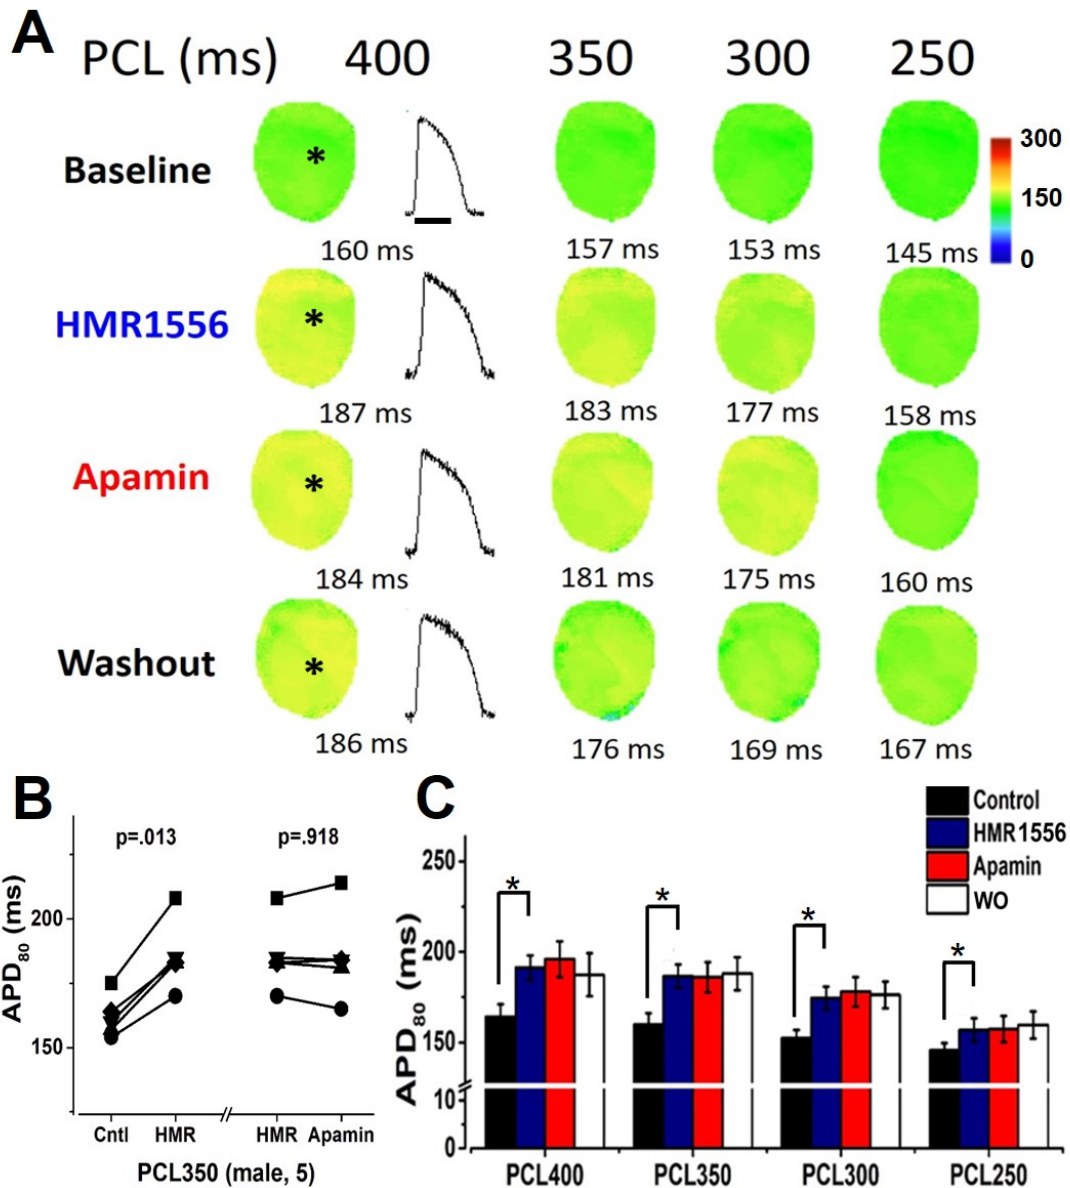 A
PCL (ms) 400 350 300 250
Baseline * 300
150
0
160 ms 157 ms 153 ms 145 ms
HMR1556 *
187 ms 183 ms 177 ms 158 ms
Apamin *
184 ms 181 ms 175 ms 160 ms
Washout *
186 ms 176 ms 169 ms 167 ms
B
p=.013 p=.918
APD80 (ms)
200
150
Cntl HMR HMR Apamin
PCL350 (male, 5)
C
Control
HMR1556
Apamin
WO
APD80 (ms)
250
200
150
10
0
* * * *
PCL400 PCL350 PCL300 PCL250